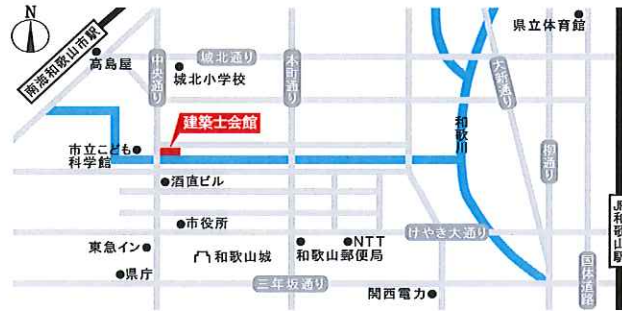 N
南海和歌山市駅
高島屋
中央通り
城北通り
城北小学校
本町通り
県立体育館
大新通り
建築士会館
和歌川
柳通り
市立こども
科学館
酒直ビル
市役所
けやき大通り
JR和歌山駅
東急イン
和歌山城
NTT
和歌山郵便局
国体道路
県庁
三年坂通り
関西電力